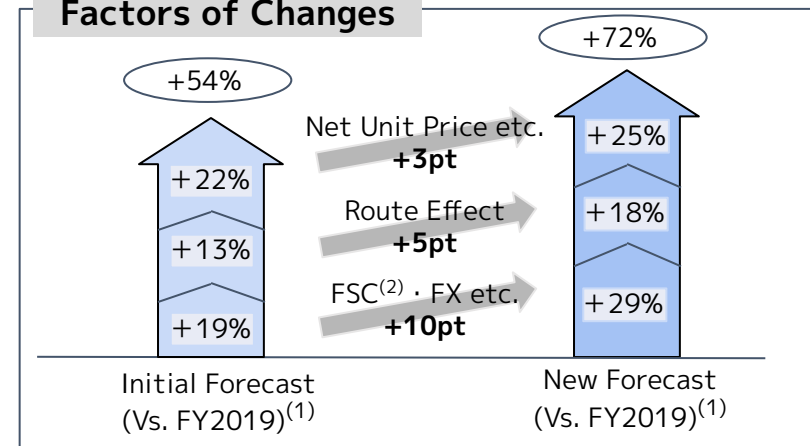 Factors of Changes
+72%
+54%
Net Unit Price etc.
+3pt
+25%
+22%
Route Effect
+5pt
+18%
+13%
FSC(2)・FX etc.
+10pt
+29%
+19%
Initial Forecast
(Vs. FY2019)(1)
New Forecast
(Vs. FY2019)(1)